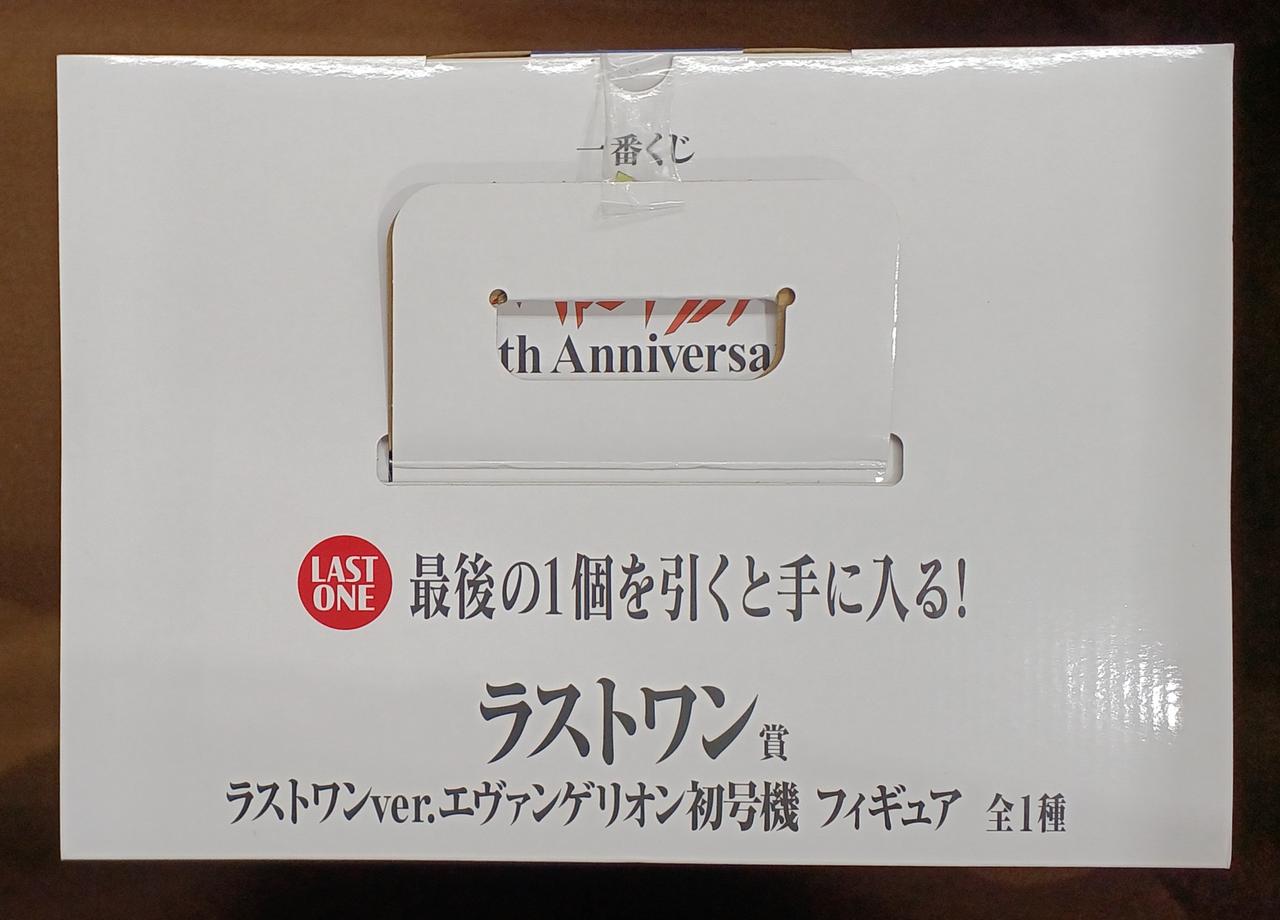 一番くじ
th Anniversa
LAST
ONE
最後の1個を引くと手に入る!
ラストワン賞
ラストワンver.エヴァンゲリオン初号機 フィギュア 全1種